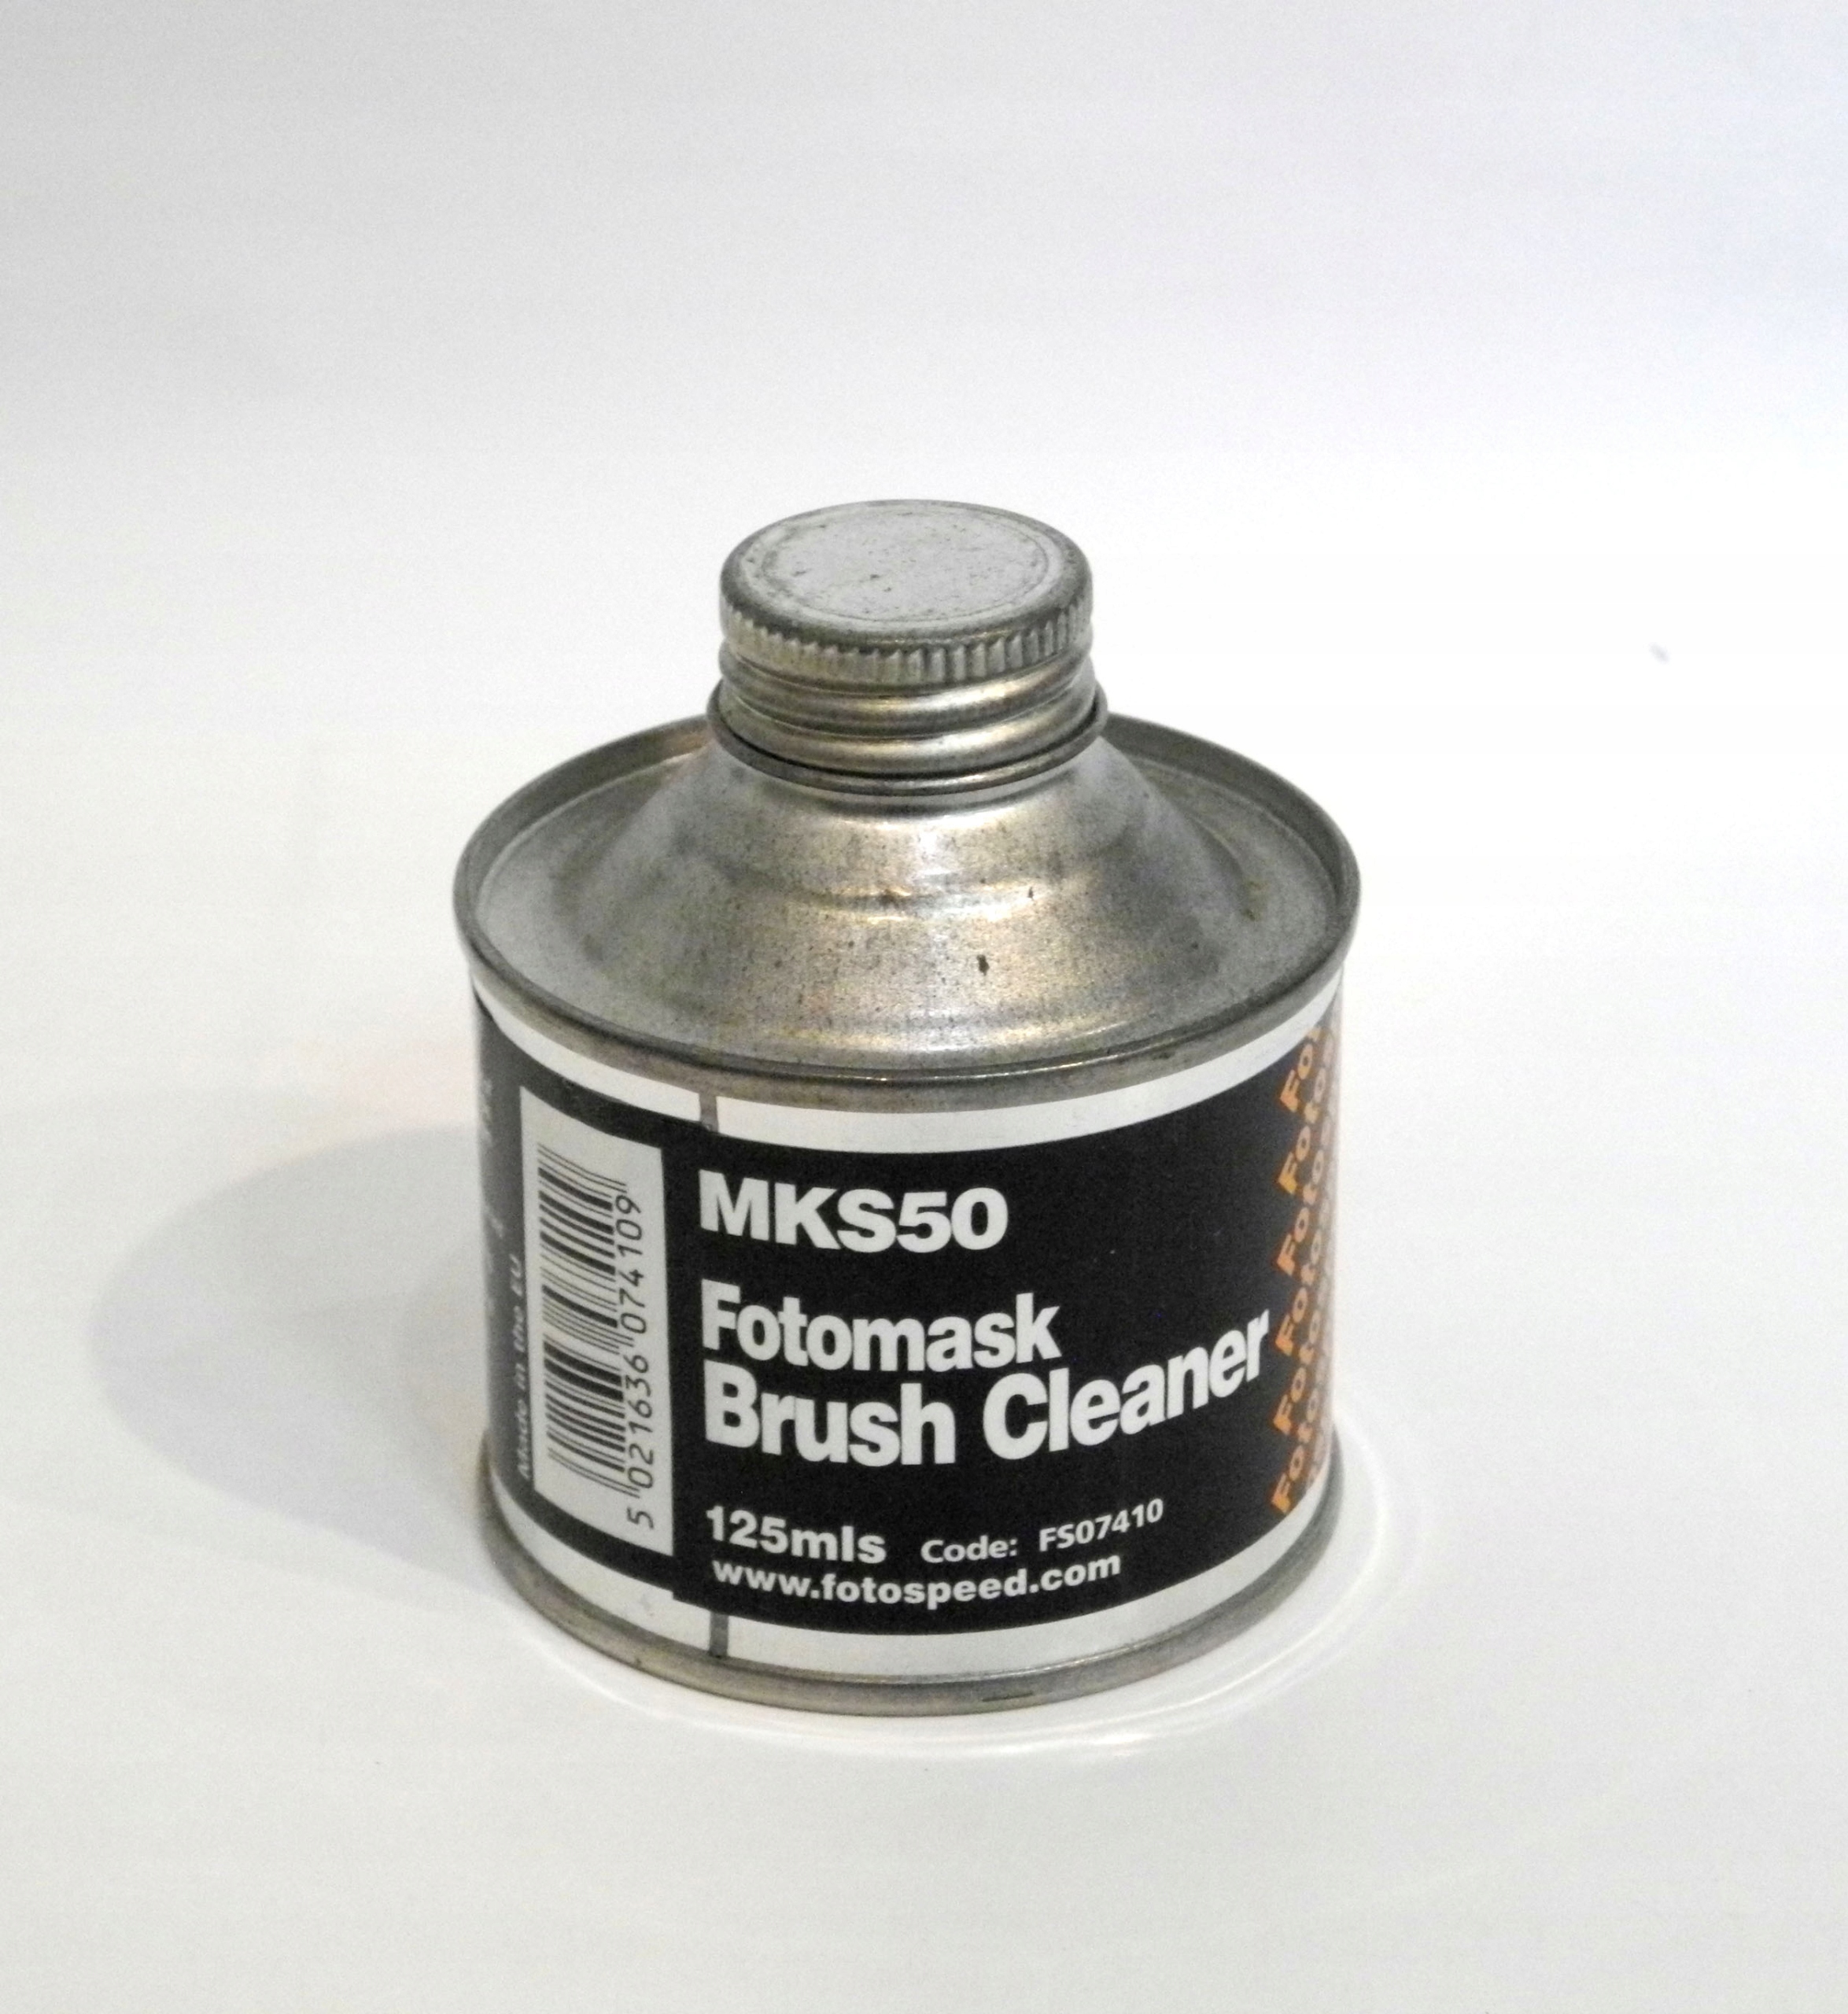 MKS50
Fotomask
Brush Cleaner
125mls Code: FS07410
www.fotospeed.com
5 021636 074109
Made in the EU